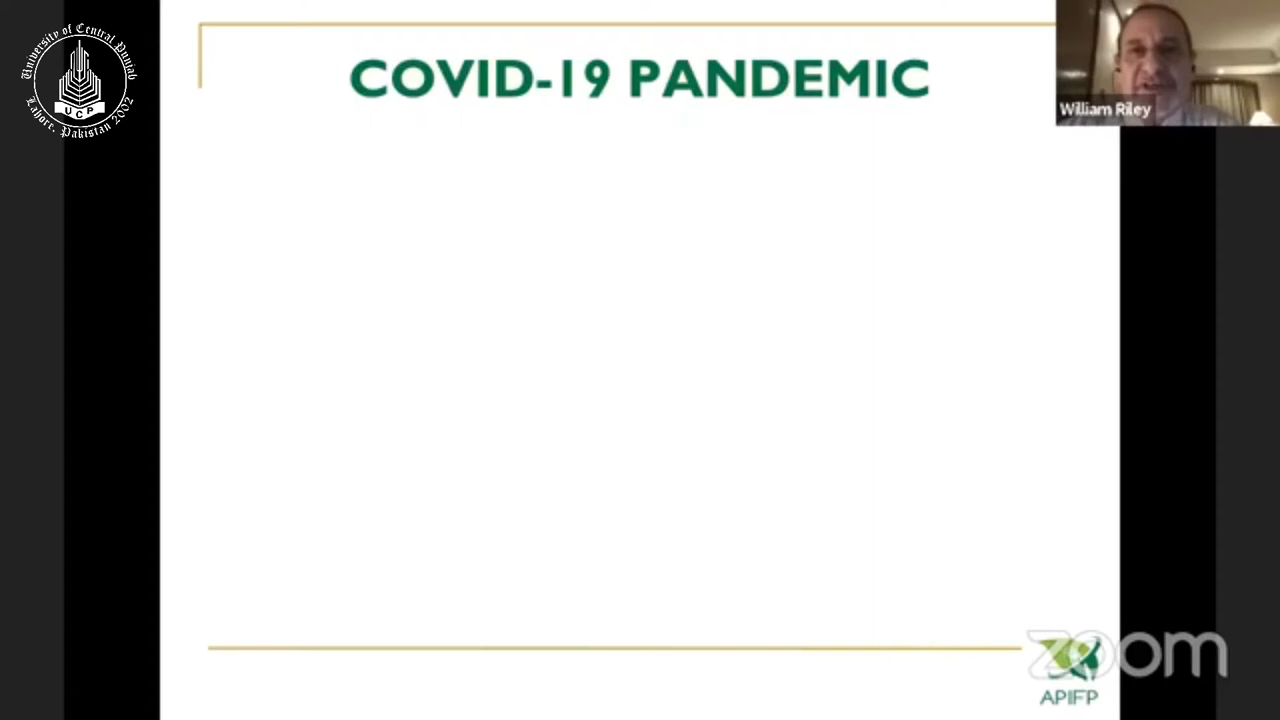 University of Central Punjab
UCP
Lahore, Pakistan 2002
COVID-19 PANDEMIC
William Riley
zoom
APIFP